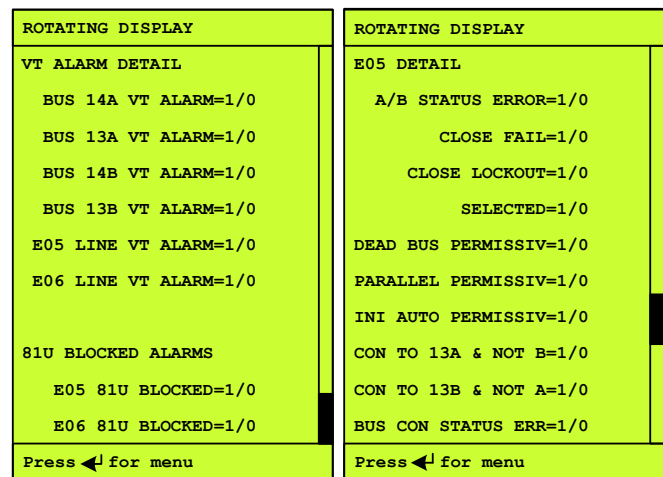 ROTATING DISPLAY
VT ALARM DETAIL
BUS 14A VT ALARM=1/0
BUS 13A VT ALARM=1/0
BUS 14B VT ALARM=1/0
BUS 13B VT ALARM=1/0
E05 LINE VT ALARM=1/0
E06 LINE VT ALARM=1/0
81U BLOCKED ALARMS
E05 81U BLOCKED=1/0
E06 81U BLOCKED=1/0
Press for menu
ROTATING DISPLAY
E05 DETAIL
A/B STATUS ERROR=1/0
CLOSE FAIL=1/0
CLOSE LOCKOUT=1/0
SELECTED=1/0
DEAD BUS PERMISSIV=1/0
PARALLEL PERMISSIV=1/0
INI AUTO PERMISSIV=1/0
CON TO 13A & NOT B=1/0
CON TO 13B & NOT A=1/0
BUS CON STATUS ERR=1/0
Press for menu